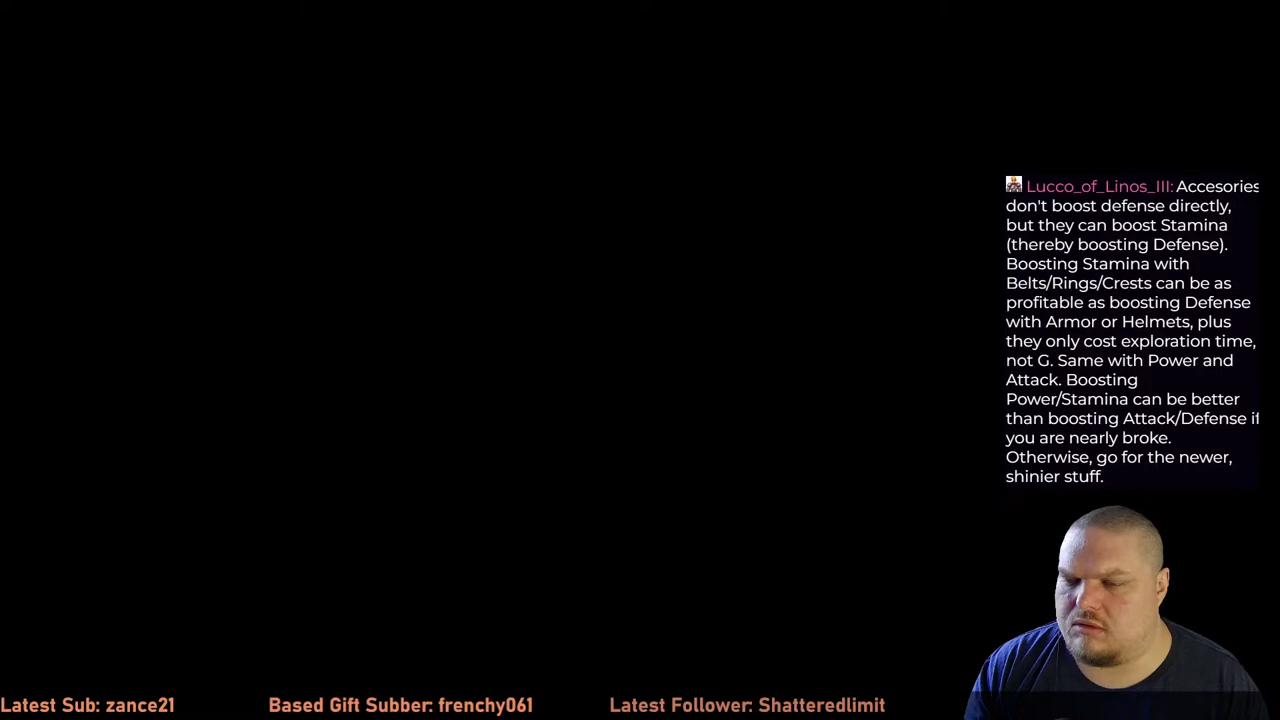 Lucco_of_Linos_III: Accesories
don't boost defense directly,
but they can boost Stamina
(thereby boosting Defense).
Boosting Stamina with
Belts/Rings/Crests can be as
profitable as boosting Defense
with Armor or Helmets, plus
they only cost exploration time,
not G. Same with Power and
Attack. Boosting
Power/Stamina can be better
than boosting Attack/Defense if
you are nearly broke.
Otherwise, go for the newer,
shinier stuff.
Latest Sub: zance21
Based Gift Subber: frenchy061
Latest Follower: Shatteredlimit